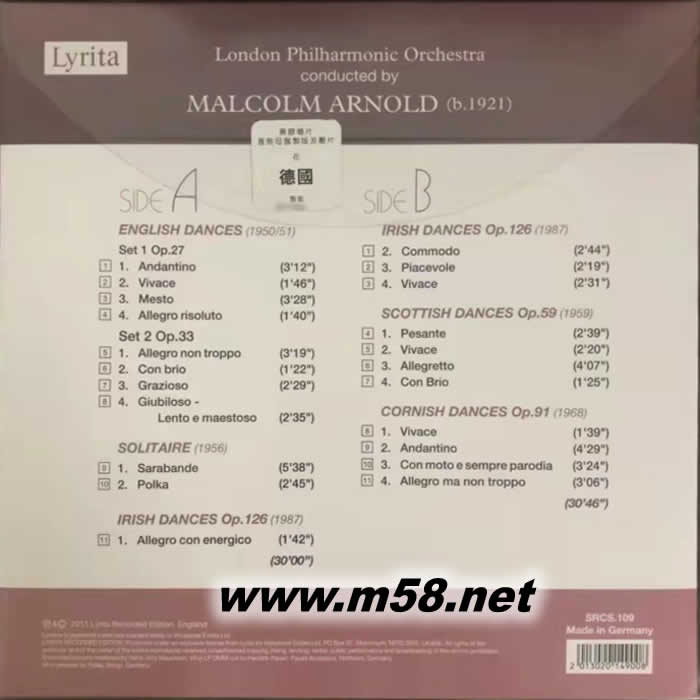 Lyrita
London Philharmonic Orchestra
conducted by
MALCOLM ARNOLD (b.1921)
在
德國
SIDE A
ENGLISH DANCES (1950/51)
Set 1 Op.27
1 1. Andantino (3'12")
2 2. Vivace (1'46")
3 3. Mesto (3'28")
4 4. Allegro risoluto (1'40")
Set 2 Op.33
5 1. Allegro non troppo (3'19")
6 2. Con brio (1'22")
7 3. Grazioso (2'29")
8 4. Giubiloso -
Lento e maestoso (2'35")
SOLITAIRE (1956)
9 1. Sarabande (5'38")
10 2. Polka (2'45")
IRISH DANCES Op.126 (1987)
11 1. Allegro con energico (1'42")
(30'00")
SIDE B
IRISH DANCES Op.126 (1987)
1 2. Commodo (2'44")
2 3. Piacevole (2'19")
3 4. Vivace (2'31")
SCOTTISH DANCES Op.59 (1959)
4 1. Pesante (2'39")
5 2. Vivace (2'20")
6 3. Allegretto (4'07")
7 4. Con Brio (1'25")
CORNISH DANCES Op.91 (1968)
8 1. Vivace (1'39")
9 2. Andantino (4'29")
10 3. Con moto e sempre parodia (3'24")
11 4. Allegro ma non troppo (3'06")
(30'46")
www.m58.net
2011 Lyrita Recorded Edition, England
SRCS.109
Made in Germany
2 013020 149008